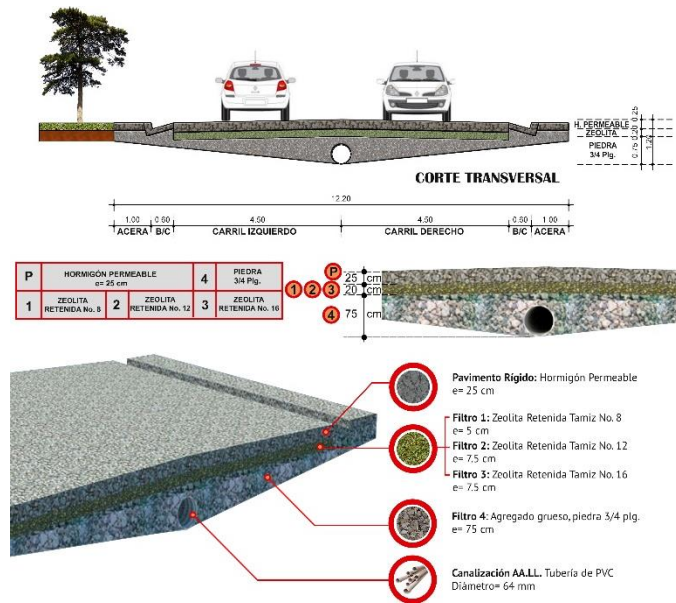 H. PERMEABLE
ZEOLITA
PIEDRA
3/4 Plg.
0.25
0.20
0.75
1.20
CORTE TRANSVERSAL
12.20
1.00 0.60 4.50 4.50 0.60 1.00
ACERA B/C CARRIL IZQUIERDO CARRIL DERECHO B/C ACERA
P HORMIGÓN PERMEABLE
e= 25 cm
4 PIEDRA
3/4 Plg.
1 ZEOLITA
RETENIDA No. 8
2 ZEOLITA
RETENIDA No. 12
3 ZEOLITA
RETENIDA No. 16
P 25 cm
1 2 3 20 cm
4 75 cm
Pavimento Rígido: Hormigón Permeable
e= 25 cm
Filtro 1: Zeolita Retenida Tamiz No. 8
e= 5 cm
Filtro 2: Zeolita Retenida Tamiz No. 12
e= 7.5 cm
Filtro 3: Zeolita Retenida Tamiz No. 16
e= 7.5 cm
Filtro 4: Agregado grueso, piedra 3/4 plg.
e= 75 cm
Canalización AA.LL. Tubería de PVC
Diámetro= 64 mm